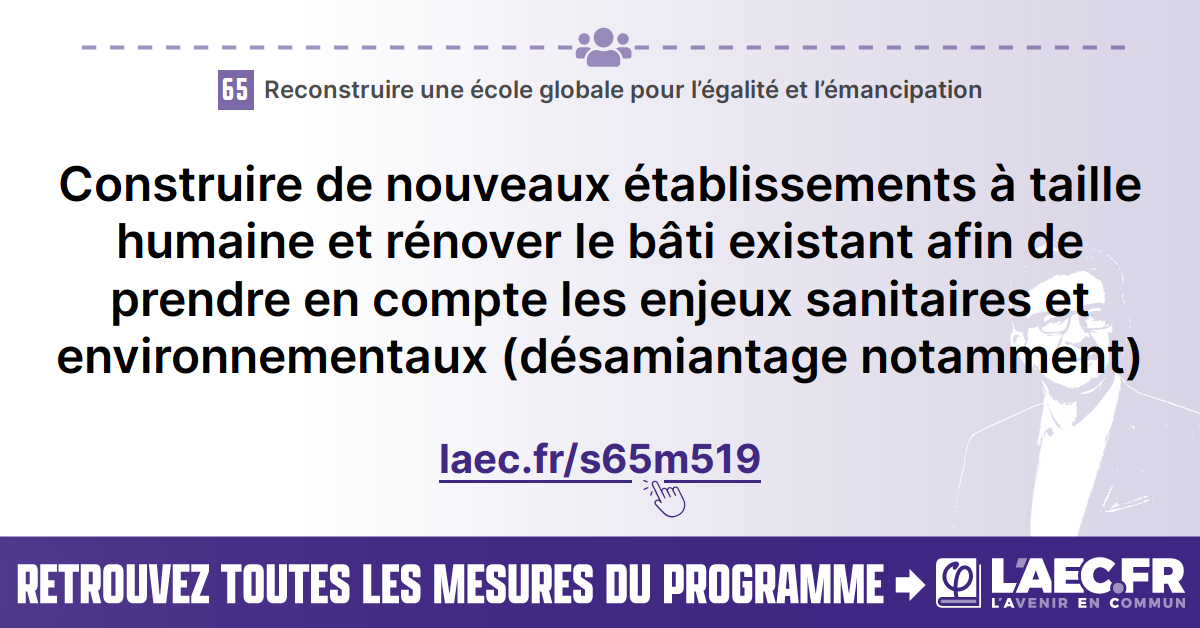 65 Reconstruire une école globale pour l’égalité et l’émancipation
Construire de nouveaux établissements à taille
humaine et rénover le bâti existant afin de
prendre en compte les enjeux sanitaires et
environnementaux (désamiantage notamment)
laec.fr/s65m519
RETROUVEZ TOUTES LES MESURES DU PROGRAMME
L'AEC.FR
L'AVENIR EN COMMUN